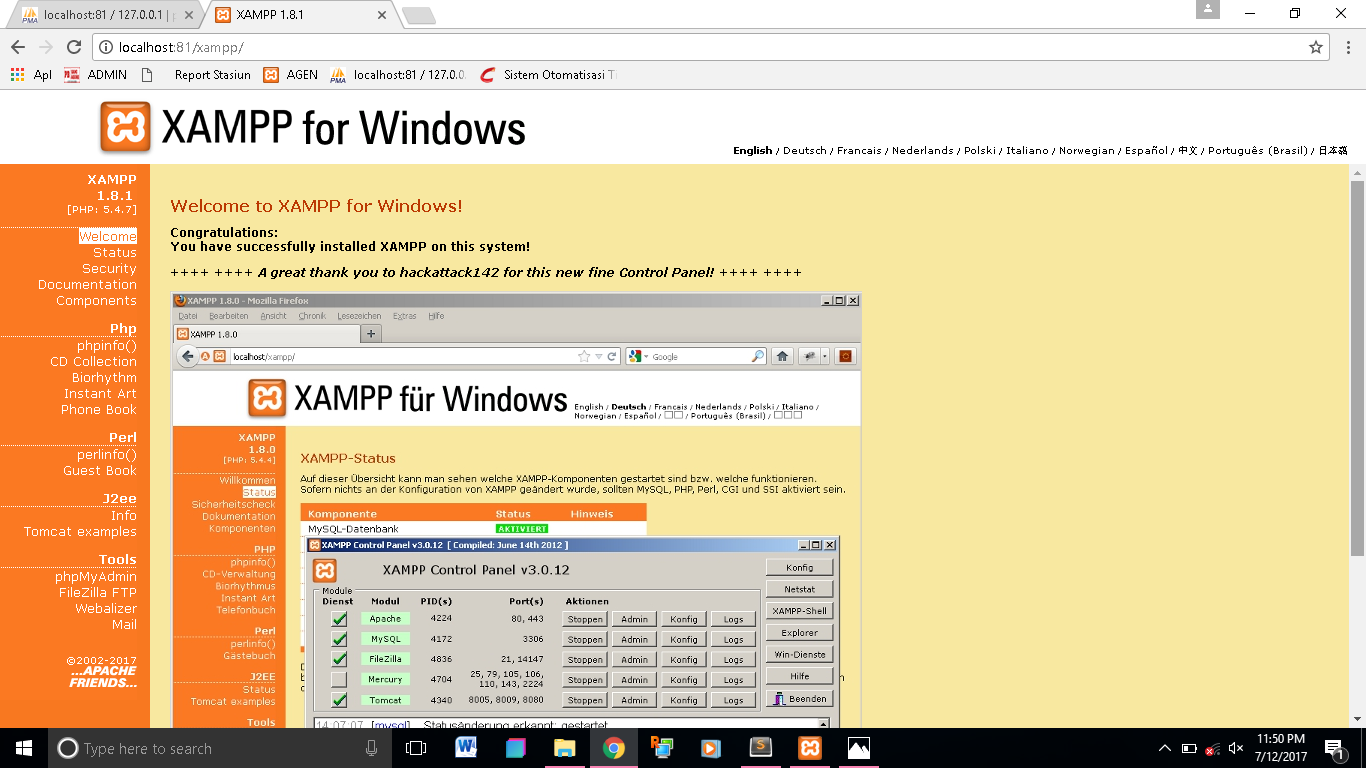 localhost:81 / 127.0.0.1 | p
XAMPP 1.8.1
localhost:81/xampp/
Apl
ADMIN
Report Stasiun
AGEN
localhost:81 / 127.0.0
Sistem Otomatisasi Ti
XAMPP for Windows
English / Deutsch / Francais / Nederlands / Polski / Italiano / Norwegian / Español / 中文 / Português (Brasil) / 日本語
XAMPP
1.8.1
[PHP: 5.4.7]
Welcome
Status
Security
Documentation
Components
Php
phpinfo()
CD Collection
Biorhythm
Instant Art
Phone Book
Perl
perlinfo()
Guest Book
J2ee
Info
Tomcat examples
Tools
phpMyAdmin
FileZilla FTP
Webalizer
Mail
©2002-2017
...APACHE
FRIENDS...
Welcome to XAMPP for Windows!
Congratulations:
You have successfully installed XAMPP on this system!
++++ ++++ A great thank you to hackattack142 for this new fine Control Panel! ++++ ++++
XAMPP 1.8.0 - Mozilla Firefox
Datei Bearbeiten Ansicht Chronik Lesezeichen Extras Hilfe
XAMPP 1.8.0
localhost/xampp/
Google
XAMPP für Windows
English / Deutsch / Francais / Nederlands / Polski / Italiano /
Norwegian / Español / □□ / Português (Brasil) / □□□
XAMPP
1.8.0
[PHP: 5.4.4]
Willkommen
Status
Sicherheitscheck
Dokumentation
Komponenten
PHP
phpinfo()
CD-Verwaltung
Biorhythmus
Instant Art
Telefonbuch
Perl
perlinfo()
Gästebuch
J2EE
Status
Tomcat examples
Tools
XAMPP-Status
Auf dieser Übersicht kann man sehen welche XAMPP-Komponenten gestartet sind bzw. welche funktionieren.
Sofern nichts an der Konfiguration von XAMPP geändert wurde, sollten MySQL, PHP, Perl, CGI und SSI aktiviert sein.
Komponente Status Hinweis
MySQL-Datenbank AKTIVIERT
XAMPP Control Panel v3.0.12 [ Compiled: June 14th 2012 ]
XAMPP Control Panel v3.0.12
Module
Dienst Modul PID(s) Port(s) Aktionen
Apache 4224 80, 443 Stoppen Admin Konfig Logs
MySQL 4172 3306 Stoppen Admin Konfig Logs
FileZilla 4836 21, 14147 Stoppen Admin Konfig Logs
Mercury 4704 25, 79, 105, 106, 110, 143, 2224 Stoppen Admin Konfig Logs
Tomcat 4340 8005, 8009, 8080 Stoppen Admin Konfig Logs
Konfig
Netstat
XAMPP-Shell
Explorer
Win-Dienste
Hilfe
Beenden
14:07:07 [mysql] Statusänderung erkannt: gestartet
Type here to search
11:50 PM
7/12/2017
1